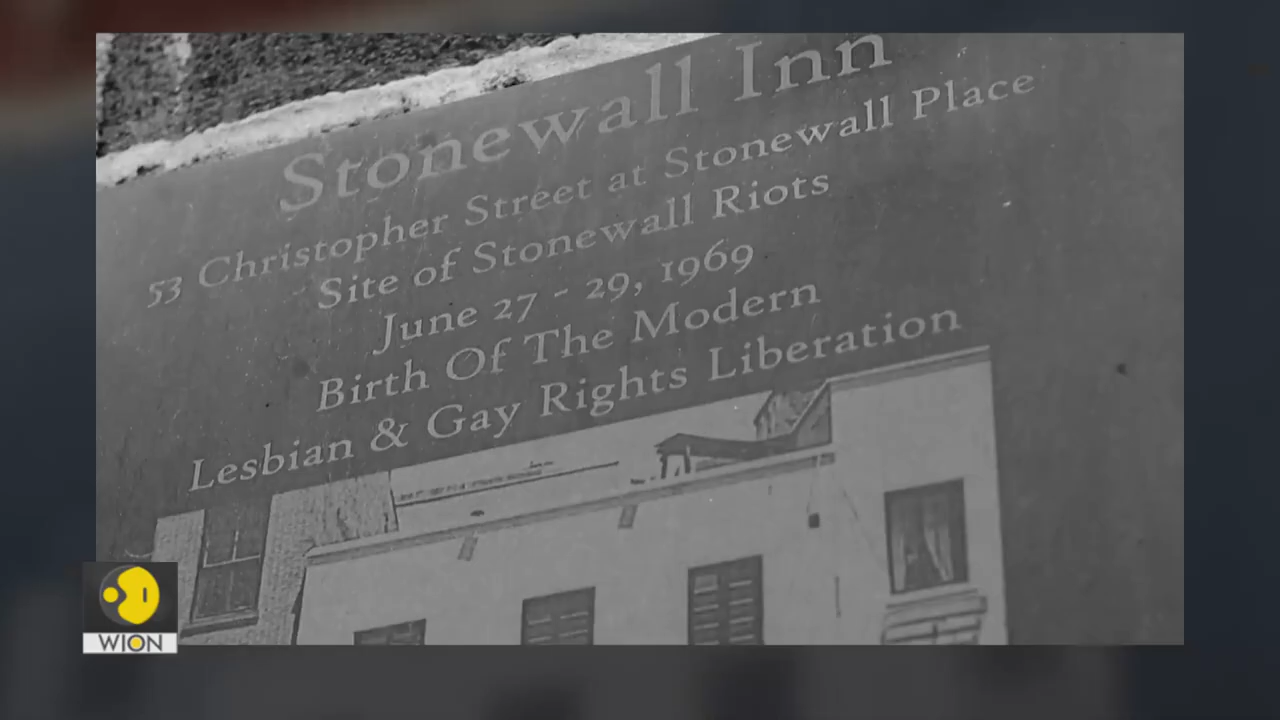 Stonewall Inn
53 Christopher Street at Stonewall Place
Site of Stonewall Riots
June 27 - 29, 1969
Birth Of The Modern
Lesbian & Gay Rights Liberation
WION